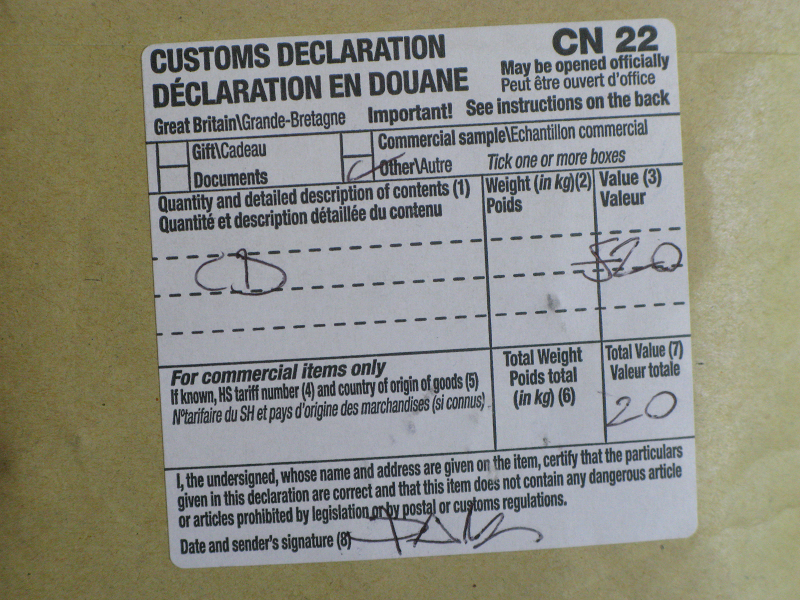 CUSTOMS DECLARATION
DÉCLARATION EN DOUANE
CN 22
May be opened officially
Peut être ouvert d'office
Great Britain\Grande-Bretagne Important! See instructions on the back
Gift\Cadeau
Documents
Commercial sample\Echantillon commercial
Other\Autre Tick one or more boxes
Quantity and detailed description of contents (1)
Quantité et description détaillée du contenu
Weight (in kg)(2)
Poids
Value (3)
Valeur
CD
For commercial items only
If known, HS tariff number (4) and country of origin of goods (5)
N°tarifaire du SH et pays d'origine des marchandises (si connus)
Total Weight
Poids total
(in kg) (6)
Total Value (7)
Valeur totale
20
I, the undersigned, whose name and address are given on the item, certify that the particulars
given in this declaration are correct and that this item does not contain any dangerous article
or articles prohibited by legislation or by postal or customs regulations.
Date and sender's signature (8)